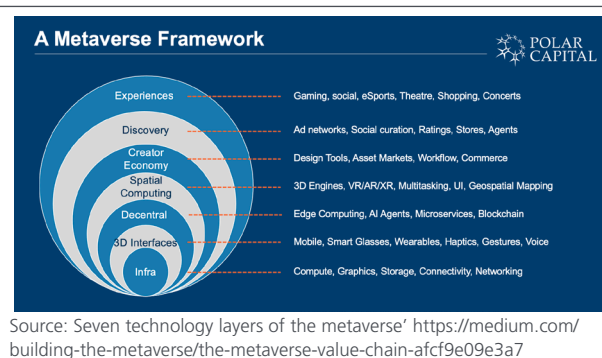 A Metaverse Framework
POLAR
CAPITAL
Experiences
Gaming, social, eSports, Theatre, Shopping, Concerts
Discovery
Ad networks, Social curation, Ratings, Stores, Agents
Creator
Economy
Design Tools, Asset Markets, Workflow, Commerce
Spatial
Computing
3D Engines, VR/AR/XR, Multitasking, UI, Geospatial Mapping
Decentral
Edge Computing, AI Agents, Microservices, Blockchain
3D Interfaces
Mobile, Smart Glasses, Wearables, Haptics, Gestures, Voice
Infra
Compute, Graphics, Storage, Connectivity, Networking
Source: Seven technology layers of the metaverse’ https://medium.com/
building-the-metaverse/the-metaverse-value-chain-afcf9e09e3a7